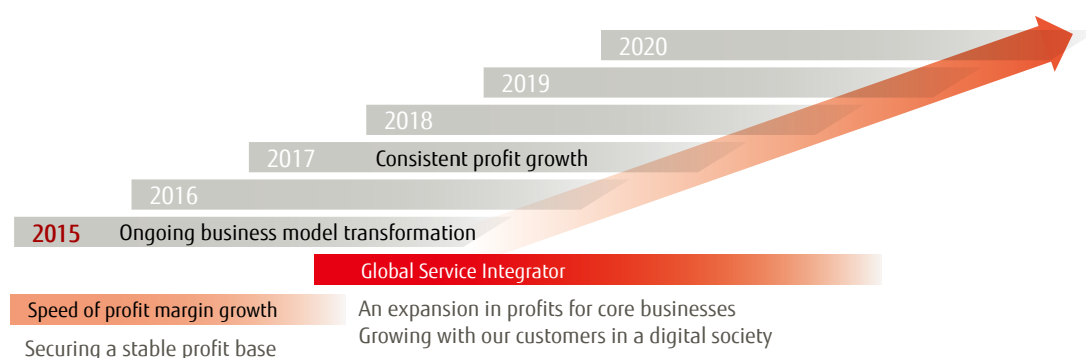 2020
2019
2018
2017 Consistent profit growth
2016
2015 Ongoing business model transformation
Global Service Integrator
Speed of profit margin growth
An expansion in profits for core businesses
Growing with our customers in a digital society
Securing a stable profit base